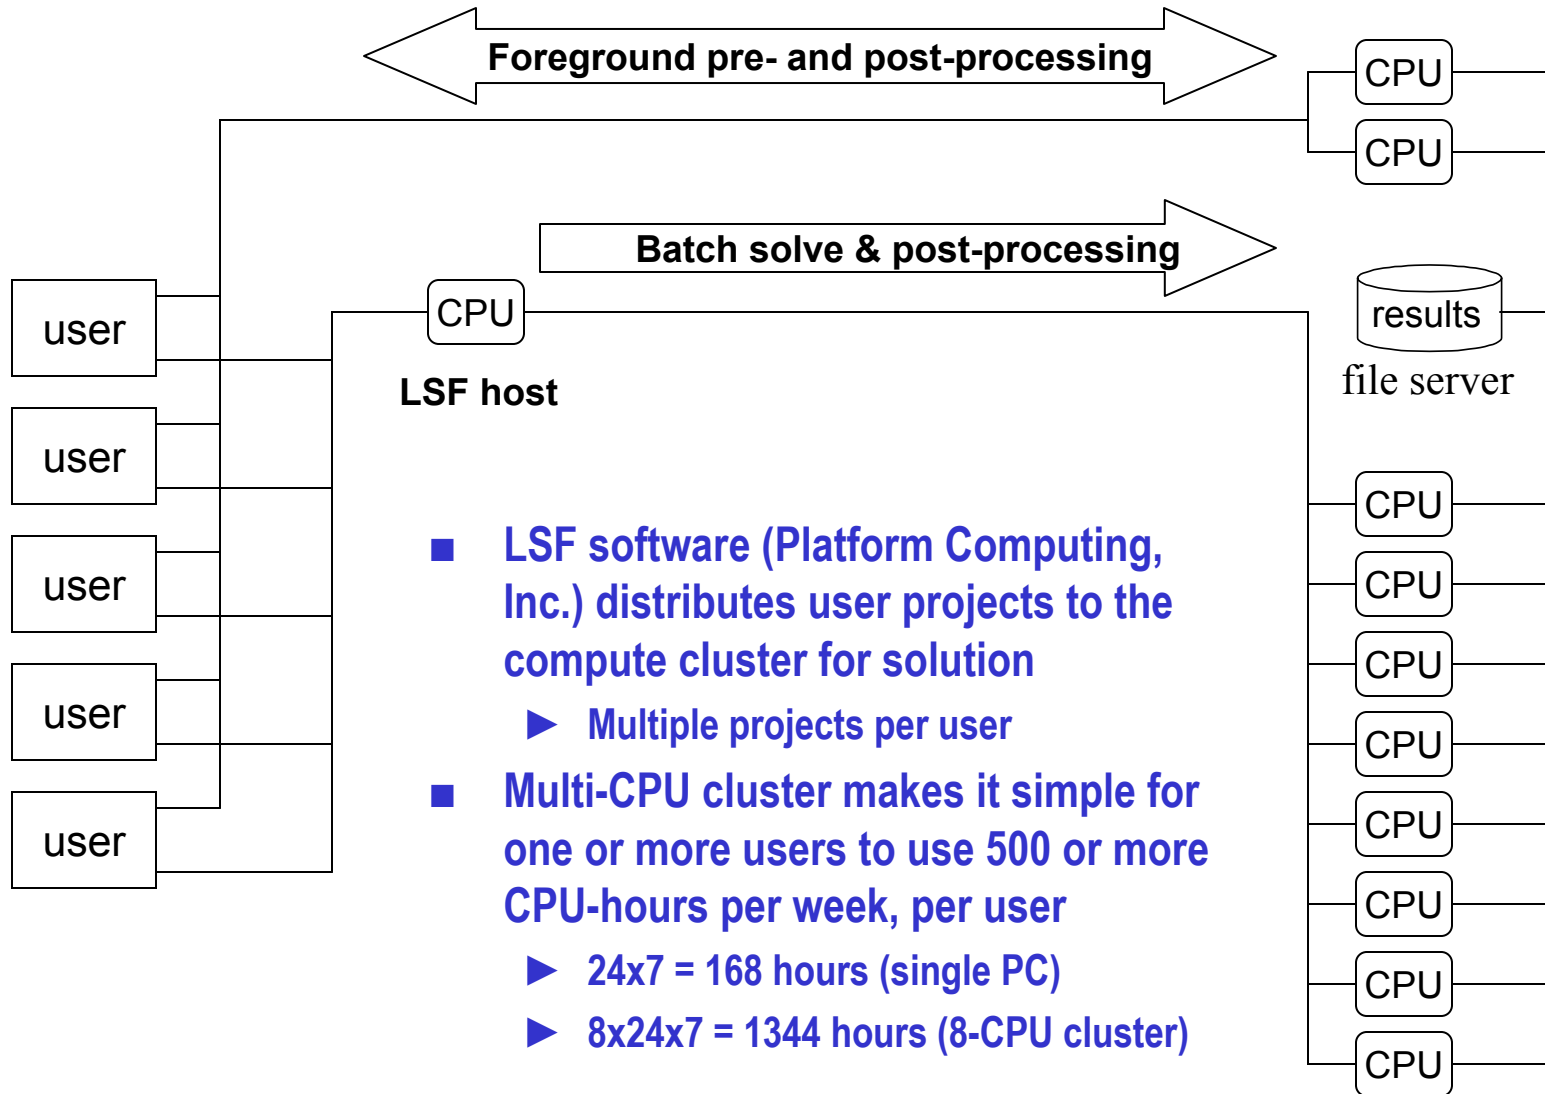 Foreground pre- and post-processing
CPU
CPU
Batch solve & post-processing
user
CPU
results
LSF host
file server
user
user
user
user
CPU
CPU
CPU
CPU
CPU
CPU
CPU
CPU
■ LSF software (Platform Computing,
Inc.) distributes user projects to the
compute cluster for solution
► Multiple projects per user
■ Multi-CPU cluster makes it simple for
one or more users to use 500 or more
CPU-hours per week, per user
► 24x7 = 168 hours (single PC)
► 8x24x7 = 1344 hours (8-CPU cluster)